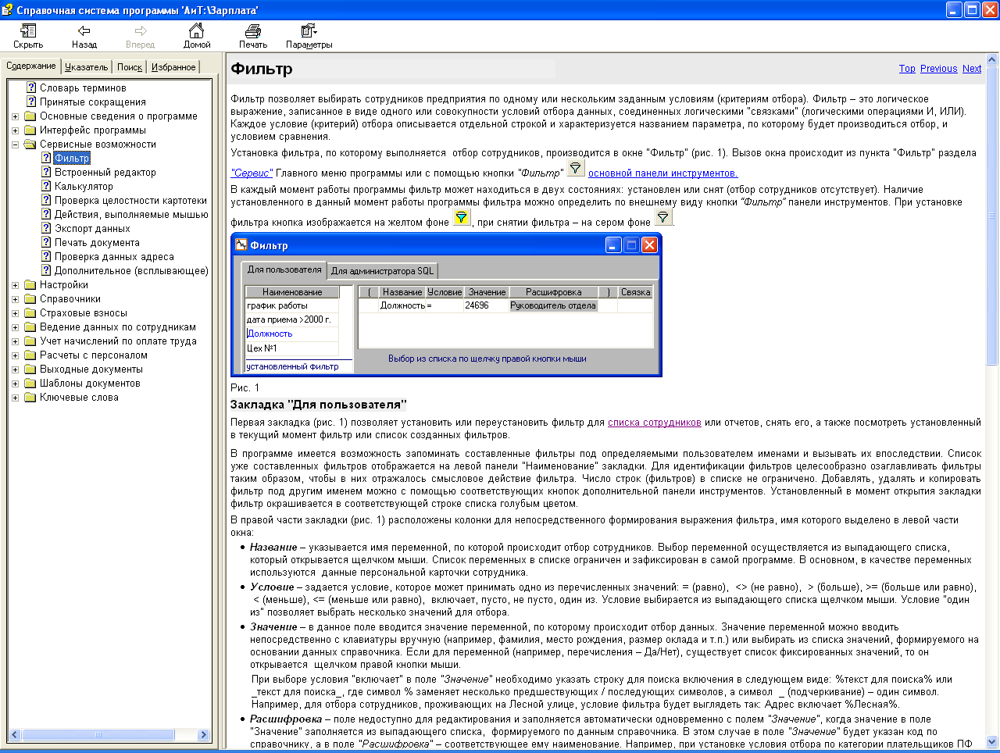 Справочная система программы 'АиТ:\Зарплата'
Скрыть Назад Вперед Домой Печать Параметры
Содержание Указатель Поиск Избранное
Словарь терминов
Принятые сокращения
Основные сведения о программе
Интерфейс программы
Сервисные возможности
Фильтр
Встроенный редактор
Калькулятор
Проверка целостности картотеки
Действия, выполняемые мышью
Экспорт данных
Печать документа
Проверка данных адреса
Дополнительное (всплывающее)
Настройки
Справочники
Страховые взносы
Ведение данных по сотрудникам
Учет начислений по оплате труда
Расчеты с персоналом
Выходные документы
Шаблоны документов
Ключевые слова
Фильтр
Top Previous Next
Фильтр позволяет выбирать сотрудников предприятия по одному или нескольким заданным условиям (критериям отбора). Фильтр – это логическое
выражение, записанное в виде одного или совокупности условий отбора данных, соединенных логическими "связками" (логическими операциями И, ИЛИ).
Каждое условие (критерий) отбора описывается отдельной строкой и характеризуется названием параметра, по которому будет производиться отбор, и
условием сравнения.
Установка фильтра, по которому выполняется отбор сотрудников, производится в окне "Фильтр" (рис. 1). Вызов окна происходит из пункта "Фильтр" раздела
"Сервис" Главного меню программы или с помощью кнопки "Фильтр" основной панели инструментов.
В каждый момент работы программы фильтр может находиться в двух состояниях: установлен или снят (отбор сотрудников отсутствует). Наличие
установленного в данный момент работы программы фильтра можно определить по внешнему виду кнопки "Фильтр" панели инструментов. При установке
фильтра кнопка изображается на желтом фоне , при снятии фильтра – на сером фоне .
Фильтр
Для пользователя Для администратора SQL
Наименование
график работы
дата приема >2000 г.
Должность
Цех №1
установленный фильтр
( Название Условие Значение Расшифровка ) Связка
Должность = 24696 Руководитель отдела
Выбор из списка по щелчку правой кнопки мыши
Рис. 1
Закладка "Для пользователя"
Первая закладка (рис. 1) позволяет установить или переустановить фильтр для списка сотрудников или отчетов, снять его, а также посмотреть установленный
в текущий момент фильтр или список созданных фильтров.
В программе имеется возможность запоминать составленные фильтры под определяемыми пользователем именами и вызывать их впоследствии. Список
уже составленных фильтров отображается на левой панели "Наименование" закладки. Для идентификации фильтров целесообразно озаглавливать фильтры
таким образом, чтобы в них отражалось смысловое действие фильтра. Число строк (фильтров) в списке не ограничено. Добавлять, удалять и копировать
фильтр под другим именем можно с помощью соответствующих кнопок дополнительной панели инструментов. Установленный в момент открытия закладки
фильтр окрашивается в соответствующей строке списка голубым цветом.
В правой части закладки (рис. 1) расположены колонки для непосредственного формирования выражения фильтра, имя которого выделено в левой части
окна:
• Название – указывается имя переменной, по которой происходит отбор сотрудников. Выбор переменной осуществляется из выпадающего списка,
который открывается щелчком мыши. Список переменных в списке ограничен и зафиксирован в самой программе. В основном, в качестве переменных
используются данные персональной карточки сотрудника.
• Условие – задается условие, которое может принимать одно из перечисленных значений: = (равно), <> (не равно), > (больше), >= (больше или равно),
< (меньше), <= (меньше или равно), включает, пусто, не пусто, один из. Условие выбирается из выпадающего списка щелчком мыши. Условие "один
из" позволяет выбрать несколько значений для отбора.
• Значение – в данное поле вводится значение переменной, по которому происходит отбор данных. Значение переменной можно вводить
непосредственно с клавиатуры вручную (например, фамилия, место рождения, размер оклада и т.п.) или выбирать из списка значений, формируемого на
основании данных справочника. Если для переменной (например, перечисления – Да/Нет), существует список фиксированных значений, то он
открывается щелчком правой кнопки мыши.
При выборе условия "включает" в поле "Значение" необходимо указать строку для поиска включения в следующем виде: %текст для поиска% или
_текст для поиска_, где символ % заменяет несколько предшествующих / последующих символов, а символ _ (подчеркивание) – один символ.
Например, для отбора сотрудников, проживающих на Лесной улице, условие фильтра будет выглядеть так: Адрес включает %Лесная%.
• Расшифровка – поле недоступно для редактирования и заполняется автоматически одновременно с полем "Значение", когда значение в поле
"Значение" заполняется из выпадающего списка, формируемого по данным справочника. В этом случае в поле "Значение" будет указан код по
справочнику, а в поле "Расшифровка" – соответствующее ему наименование. Например, при установке условия отбора по категории плательщиков ПФ